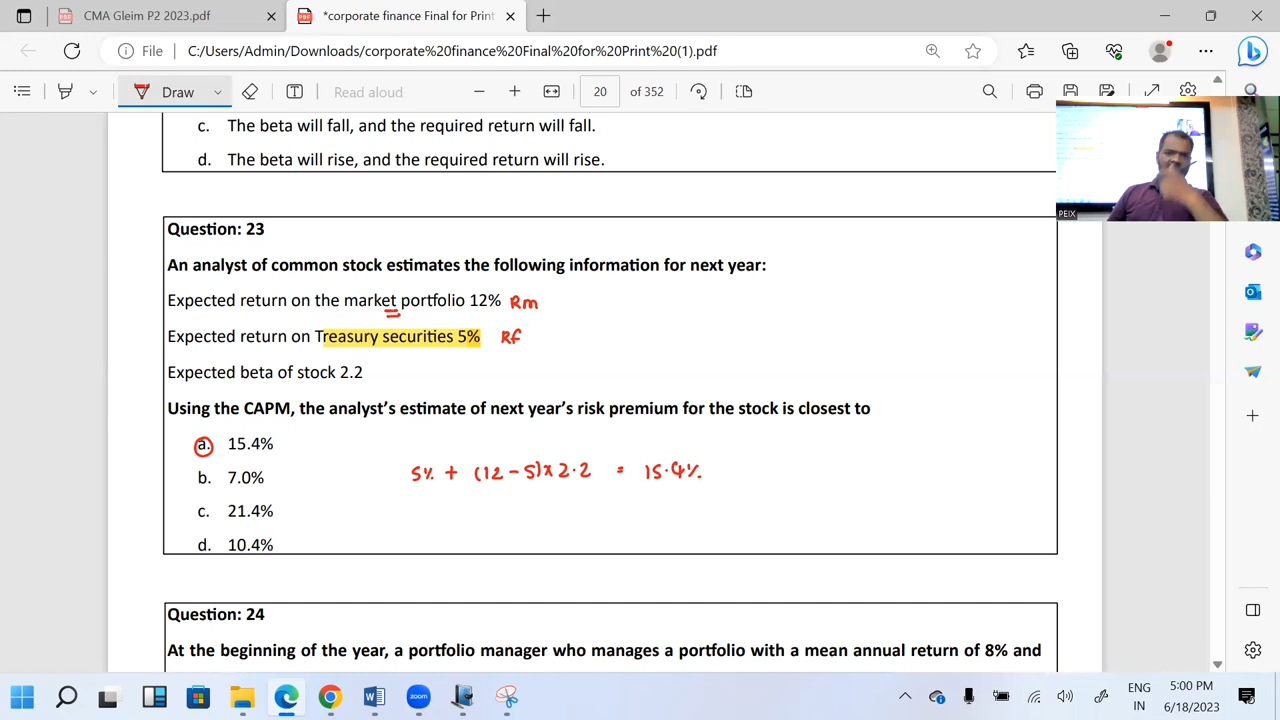 CMA Gleim P2 2023.pdf
*corporate finance Final for Print
File
C:/Users/Admin/Downloads/corporate%20finance%20Final%20for%20Print%20(1).pdf
Draw
Read aloud
20
of 352
c. The beta will fall, and the required return will fall.
d. The beta will rise, and the required return will rise.
PEIX
Question: 23
An analyst of common stock estimates the following information for next year:
Expected return on the market portfolio 12% Rm
Expected return on Treasury securities 5% Rf
Expected beta of stock 2.2
Using the CAPM, the analyst’s estimate of next year’s risk premium for the stock is closest to
a. 15.4%
5% + (12-5)x2.2 = 15.4%
b. 7.0%
c. 21.4%
d. 10.4%
Question: 24
At the beginning of the year, a portfolio manager who manages a portfolio with a mean annual return of 8% and
zoom
ENG
IN
5:00 PM
6/18/2023